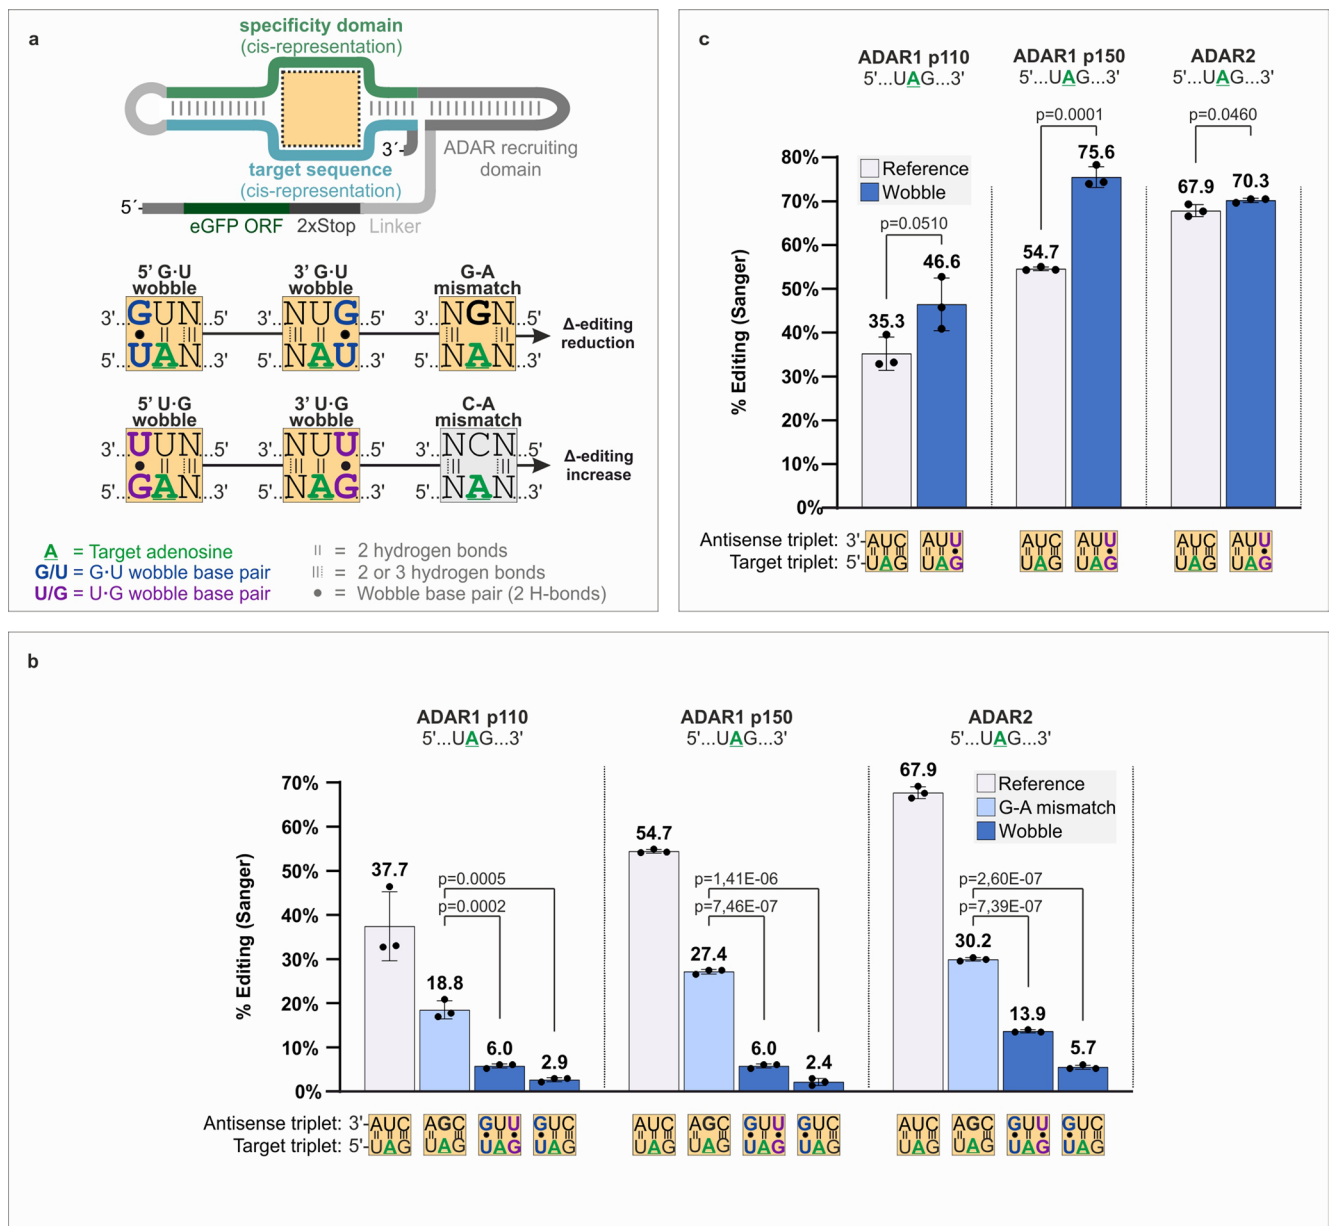 a
specificity domain
(cis-representation)
3´-
ADAR recruiting
domain
target sequence
(cis-representation)
5´-
eGFP ORF 2xStop Linker
5’ G·U
wobble
3’ G·U
wobble
G-A
mismatch
3'..GUN..5' 3'..NUG..5' 3'..NGN..5'
5'..UAN..3' 5'..NAU..3' 5'..NAN..3'
Δ-editing
reduction
5’ U·G
wobble
3’ U·G
wobble
C-A
mismatch
3'..UUN..5' 3'..NUU..5' 3'..NCN..5'
5'..GAN..3' 5'..NAG..3' 5'..NAN..3'
Δ-editing
increase
A = Target adenosine
G/U = G·U wobble base pair
U/G = U·G wobble base pair
= 2 hydrogen bonds
= 2 or 3 hydrogen bonds
• = Wobble base pair (2 H-bonds)
c
ADAR1 p110 ADAR1 p150 ADAR2
5'...UAG...3' 5'...UAG...3' 5'...UAG...3'
% Editing (Sanger)
80%
70%
60%
50%
40%
30%
20%
10%
0%
Reference
Wobble
p=0.0510
35.3 46.6
p=0.0001
54.7 75.6
p=0.0460
67.9 70.3
Antisense triplet: 3'- AUC AUU AUC AUU AUC AUU
Target triplet: 5'- UAG UAG UAG UAG UAG UAG
b
ADAR1 p110 ADAR1 p150 ADAR2
5'...UAG...3' 5'...UAG...3' 5'...UAG...3'
% Editing (Sanger)
70%
60%
50%
40%
30%
20%
10%
0%
Reference
G-A mismatch
Wobble
37.7
p=0.0005
p=0.0002
18.8
6.0
2.9
54.7
p=1,41E-06
p=7,46E-07
27.4
6.0
2.4
67.9
p=2,60E-07
p=7,39E-07
30.2
13.9
5.7
Antisense triplet: 3'- AUC AGC GUU GUC AUC AGC GUU GUC AUC AGC GUU GUC
Target triplet: 5'- UAG UAG UAG UAG UAG UAG UAG UAG UAG UAG UAG UAG